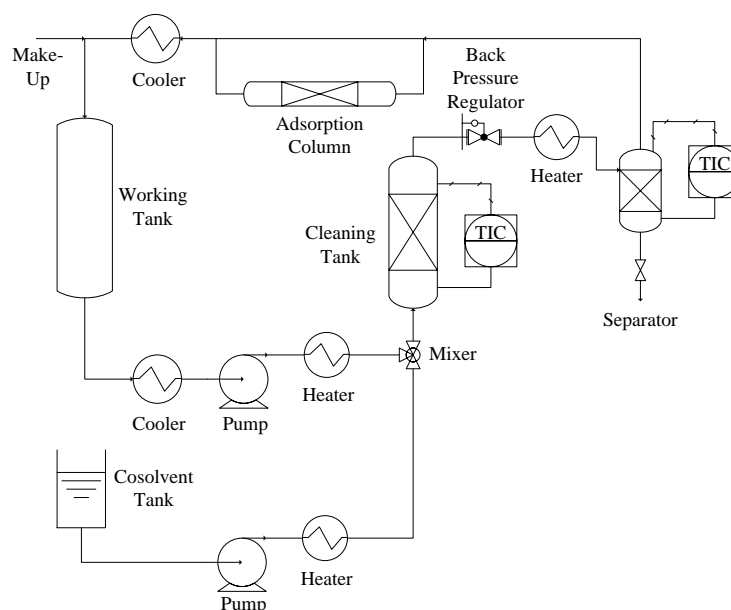 Make-
Up
Cooler
Back
Pressure
Regulator
Adsorption
Column
Heater
TIC
Working
Tank
Cleaning
Tank
TIC
Separator
Mixer
Cooler
Pump
Heater
Cosolvent
Tank
Heater
Pump